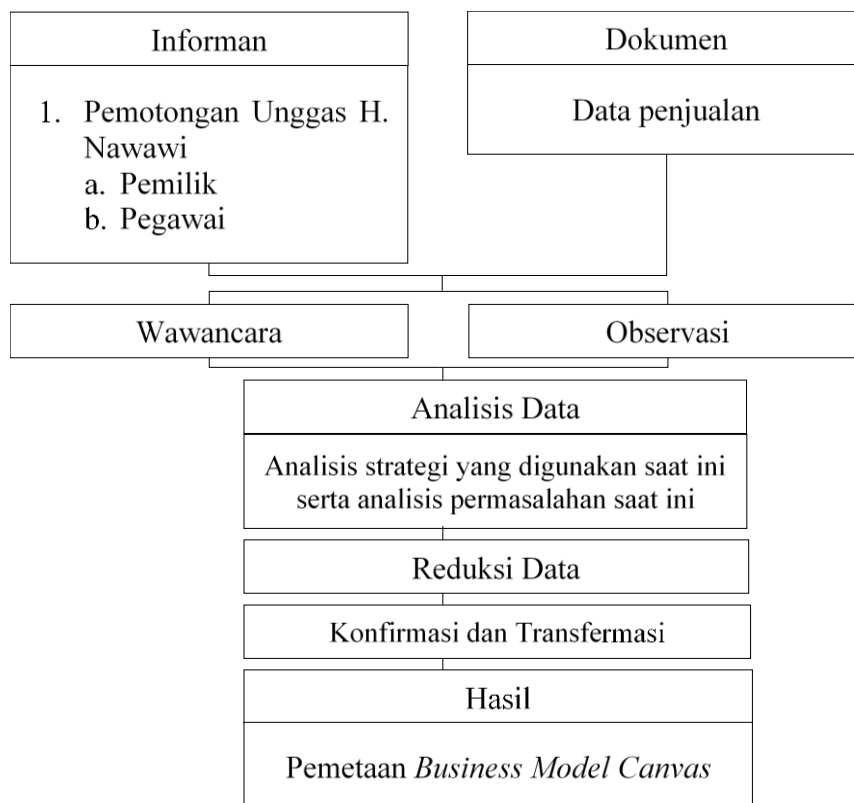 Informan
Dokumen
1. Pemotongan Unggas H.
Nawawi
a. Pemilik
b. Pegawai
Data penjualan
Wawancara
Observasi
Analisis Data
Analisis strategi yang digunakan saat ini
serta analisis permasalahan saat ini
Reduksi Data
Konfirmasi dan Transfermasi
Hasil
Pemetaan Business Model Canvas